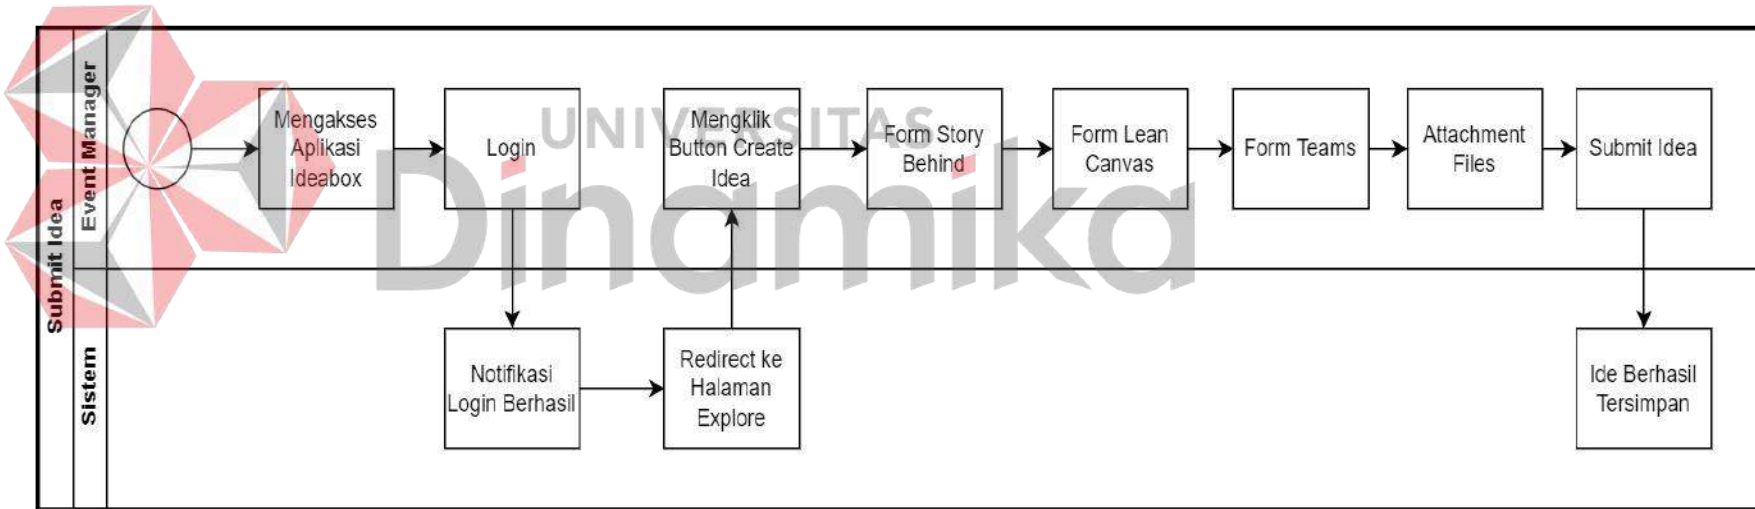 Submit Idea
Event Manager
Sistem
UNIVERSITAS
Dinamika
Mengakses
Aplikasi
Ideabox
Login
Mengklik
Button Create
Idea
Form Story
Behind
Form Lean
Canvas
Form Teams
Attachment
Files
Submit Idea
Notifikasi
Login Berhasil
Redirect ke
Halaman
Explore
Ide Berhasil
Tersimpan